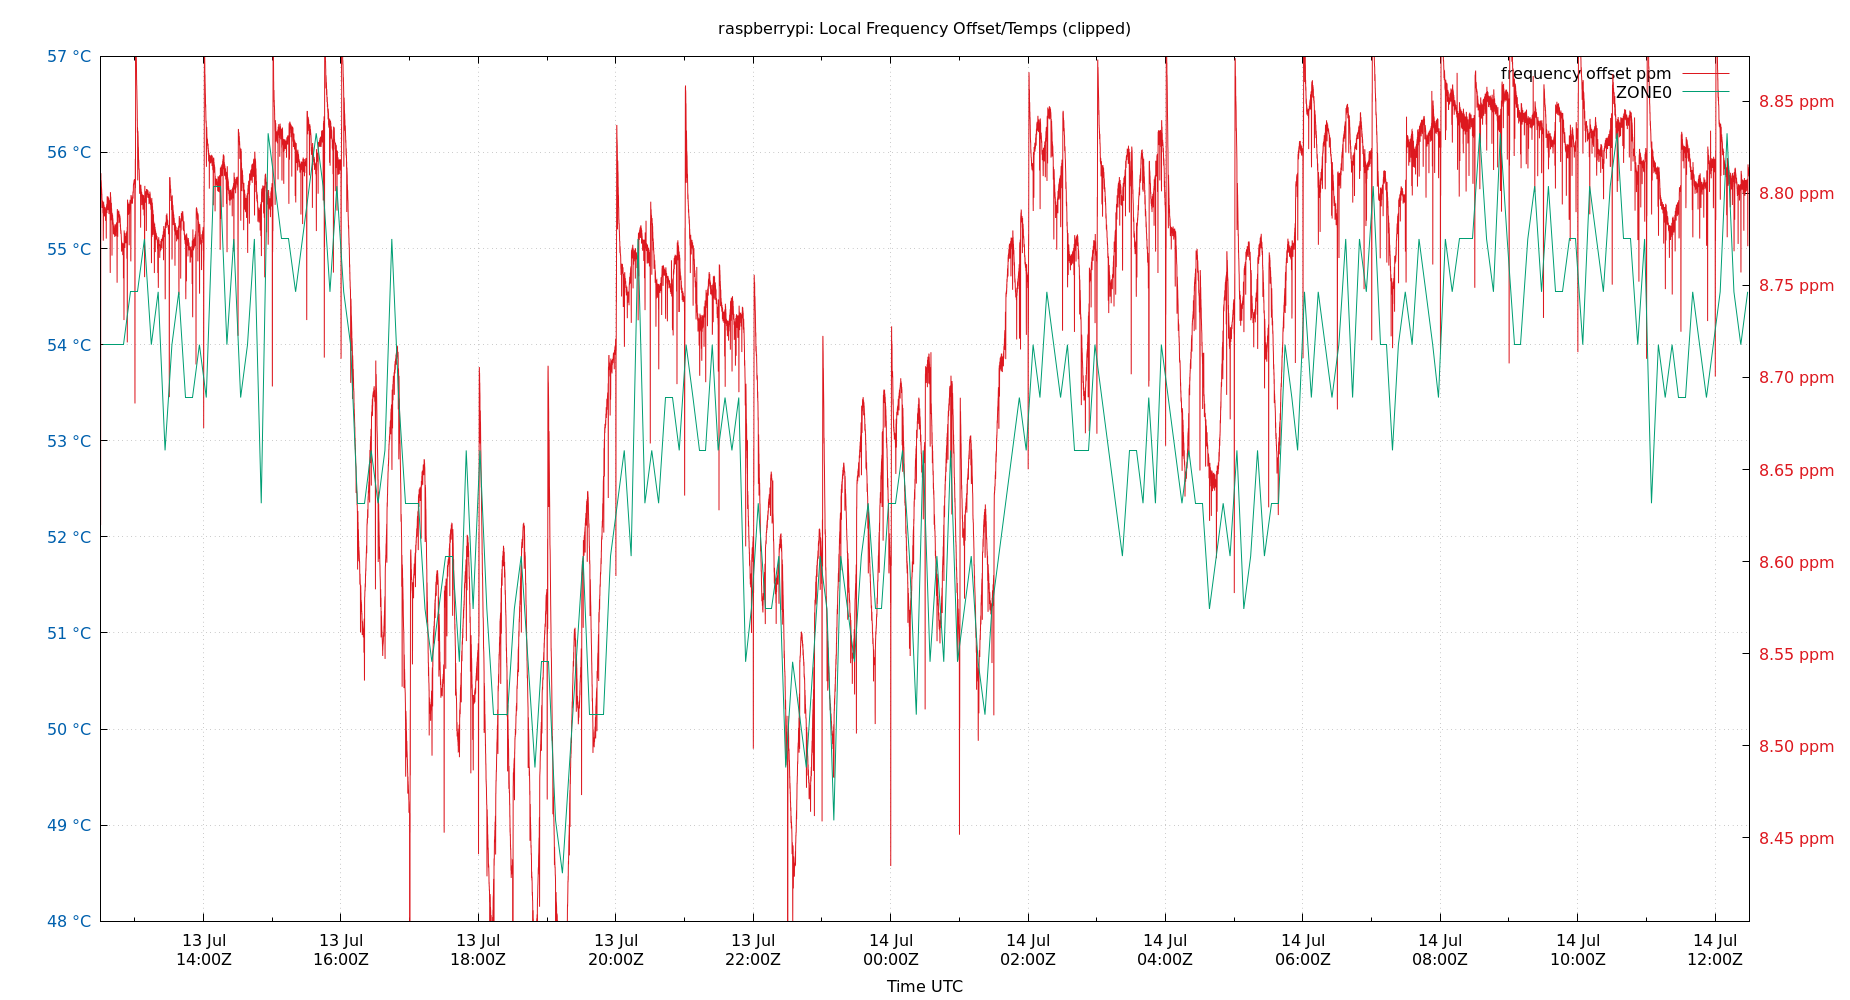 raspberrypi: Local Frequency Offset/Temps (clipped)
57 °C
56 °C
55 °C
54 °C
53 °C
52 °C
51 °C
50 °C
49 °C
48 °C
frequency offset ppm
ZONE0
8.85 ppm
8.80 ppm
8.75 ppm
8.70 ppm
8.65 ppm
8.60 ppm
8.55 ppm
8.50 ppm
8.45 ppm
13 Jul
14:00Z
13 Jul
16:00Z
13 Jul
18:00Z
13 Jul
20:00Z
13 Jul
22:00Z
14 Jul
00:00Z
14 Jul
02:00Z
14 Jul
04:00Z
14 Jul
06:00Z
14 Jul
08:00Z
14 Jul
10:00Z
14 Jul
12:00Z
Time UTC